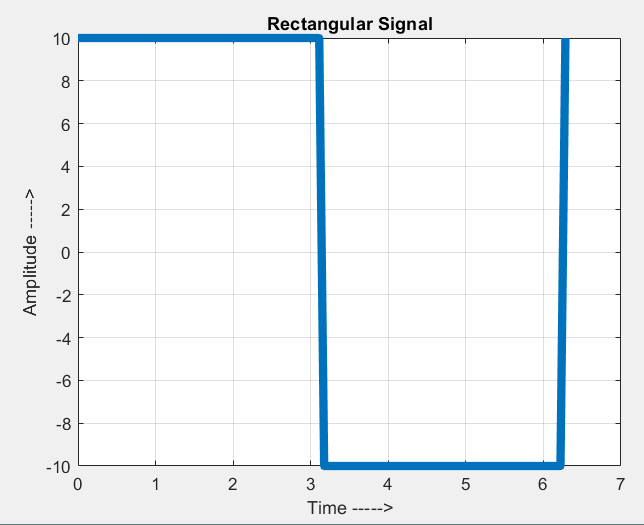 Rectangular Signal
10
8
6
4
2
0
-2
-4
-6
-8
-10
Amplitude ----->
0 1 2 3 4 5 6 7
Time ----->